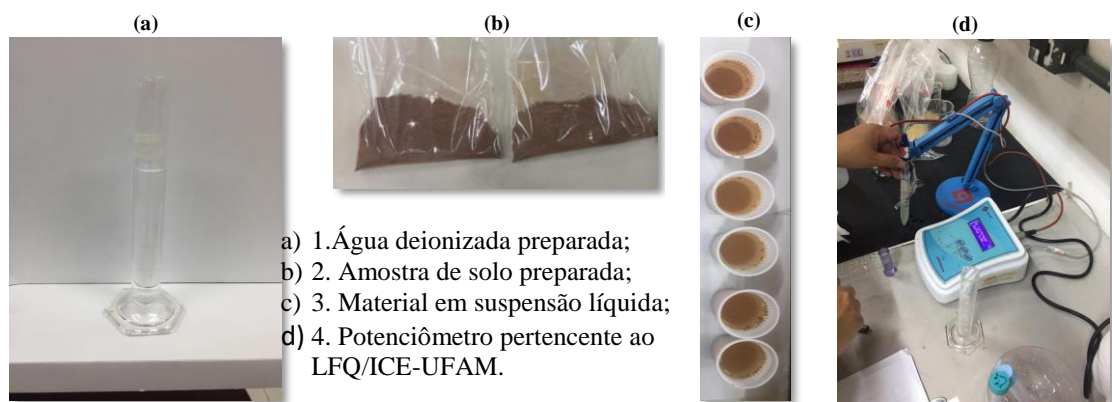 (a)
(b)
(c)
(d)
a) 1.Água deionizada preparada;
b) 2. Amostra de solo preparada;
c) 3. Material em suspensão líquida;
d) 4. Potenciômetro pertencente ao
LFQ/ICE-UFAM.